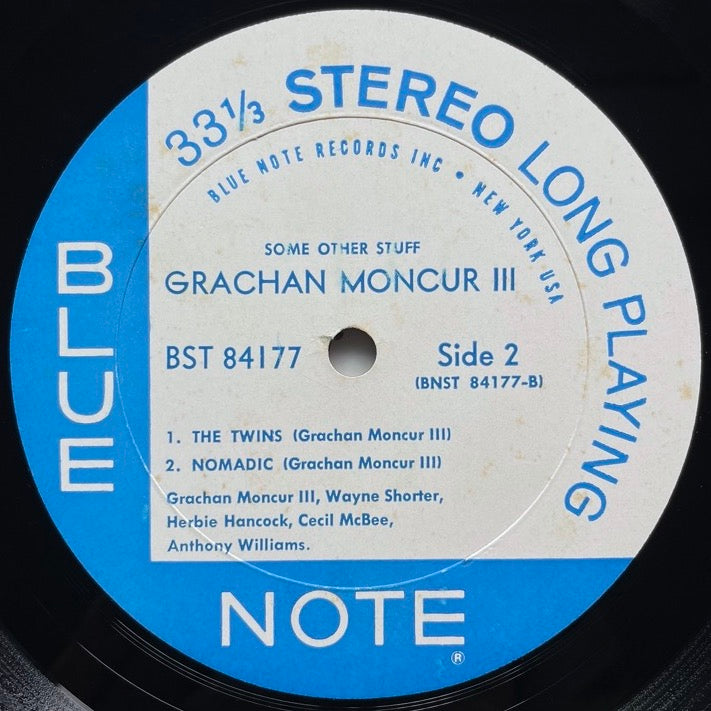 33⅓ STEREO LONG PLAYING
BLUE NOTE RECORDS INC • NEW YORK USA
SOME OTHER STUFF
GRACHAN MONCUR III
BST 84177
Side 2
(BNST 84177-B)
1. THE TWINS (Grachan Moncur III)
2. NOMADIC (Grachan Moncur III)
Grachan Moncur III, Wayne Shorter,
Herbie Hancock, Cecil McBee,
Anthony Williams.
BLUE
NOTE
®